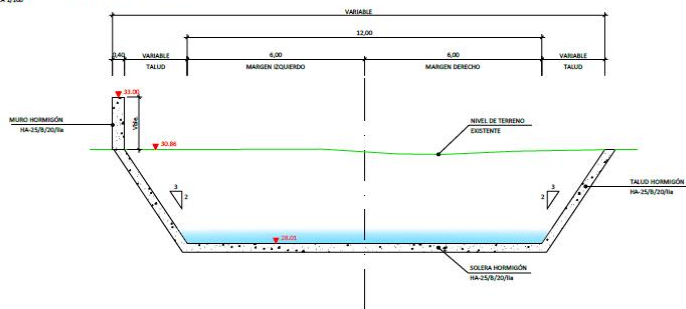 VARIABLE
12,00
0,40
VARIABLE
6,00
6,00
VARIABLE
TALUD
MARGEN IZQUIERDO
MARGEN DERECHO
TALUD
33.00
MURO HORMIGÓN
HA-25/B/20/IIa
Vble.
NIVEL DE TERRENO
EXISTENTE
30.86
3
2
3
2
TALUD HORMIGÓN
HA-25/B/20/IIa
28.01
SOLERA HORMIGÓN
HA-25/B/20/IIa